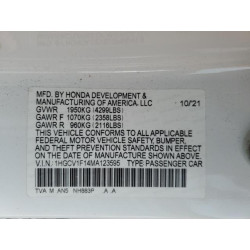 MFD. BY HONDA DEVELOPMENT &
MANUFACTURING OF AMERICA, LLC 10/21
GVWR 1950KG(4299LBS)
GAWR F 1070KG(2358LBS)
GAWR R 960KG(2116LBS)
THIS VEHICLE CONFORMS TO ALL APPLICABLE
FEDERAL MOTOR VEHICLE SAFETY, BUMPER,
AND THEFT PREVENTION STANDARDS IN
EFFECT ON THE DATE OF MANUFACTURE
SHOWN ABOVE.
V.I.N: 1HGCV1F14MA123595 TYPE:PASSENGER CAR
TVA M AN5 NH883P A A